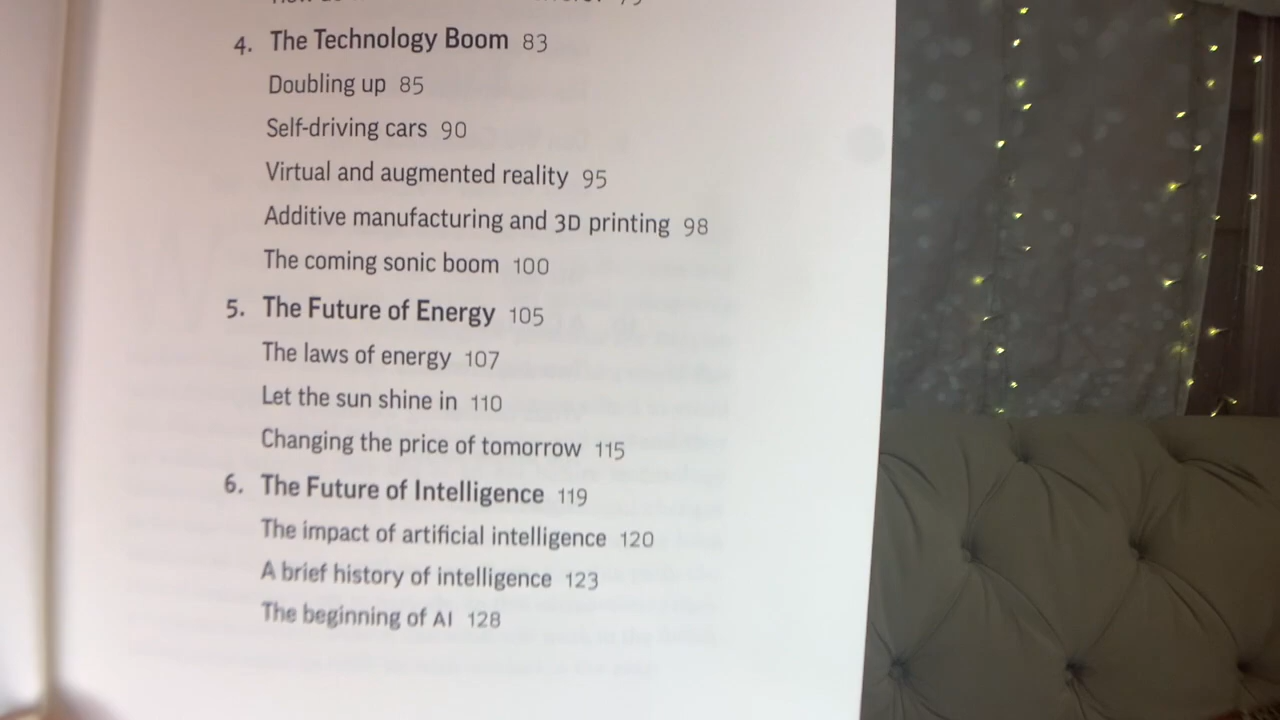 4. The Technology Boom 83
Doubling up 85
Self-driving cars 90
Virtual and augmented reality 95
Additive manufacturing and 3D printing 98
The coming sonic boom 100
5. The Future of Energy 105
The laws of energy 107
Let the sun shine in 110
Changing the price of tomorrow 115
6. The Future of Intelligence 119
The impact of artificial intelligence 120
A brief history of intelligence 123
The beginning of AI 128